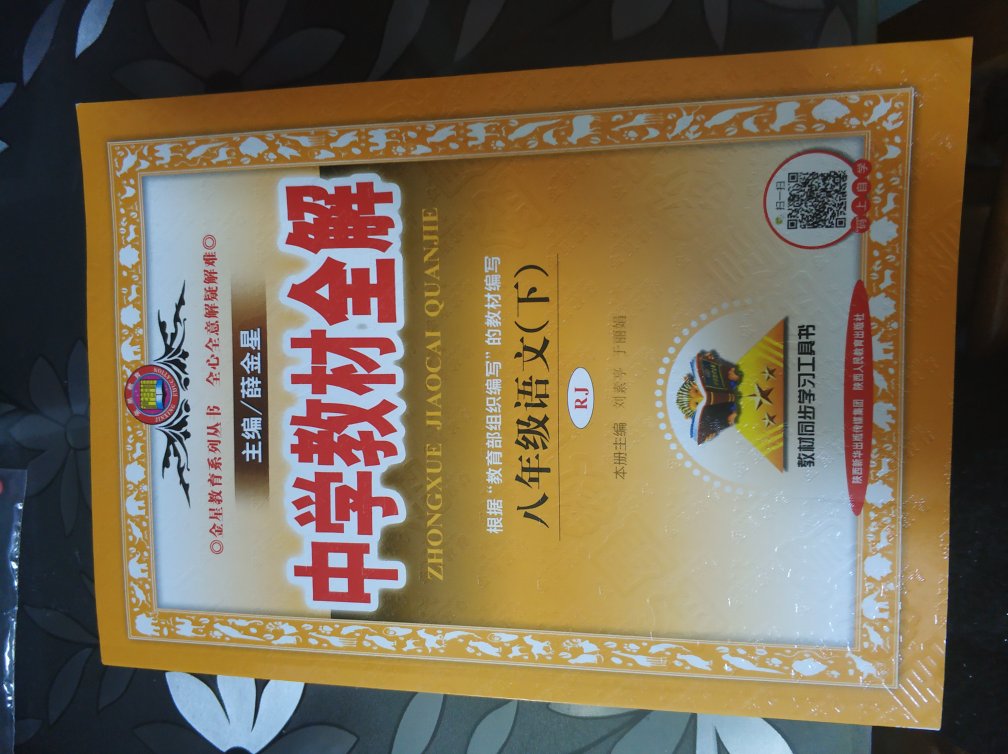 ◎金星教育系列丛书 全心全意解疑解难◎
主编/薛金星
中学教材全解
ZHONGXUE JIAOCAI QUANJIE
根据“教育部组织编写”的教材编写
八年级语文(下)
RJ
本册主编 刘素亭 于丽娟
教材同步学习工具书
扫一扫
码上自学
陕西新华出版传媒集团 陕西人民教育出版社